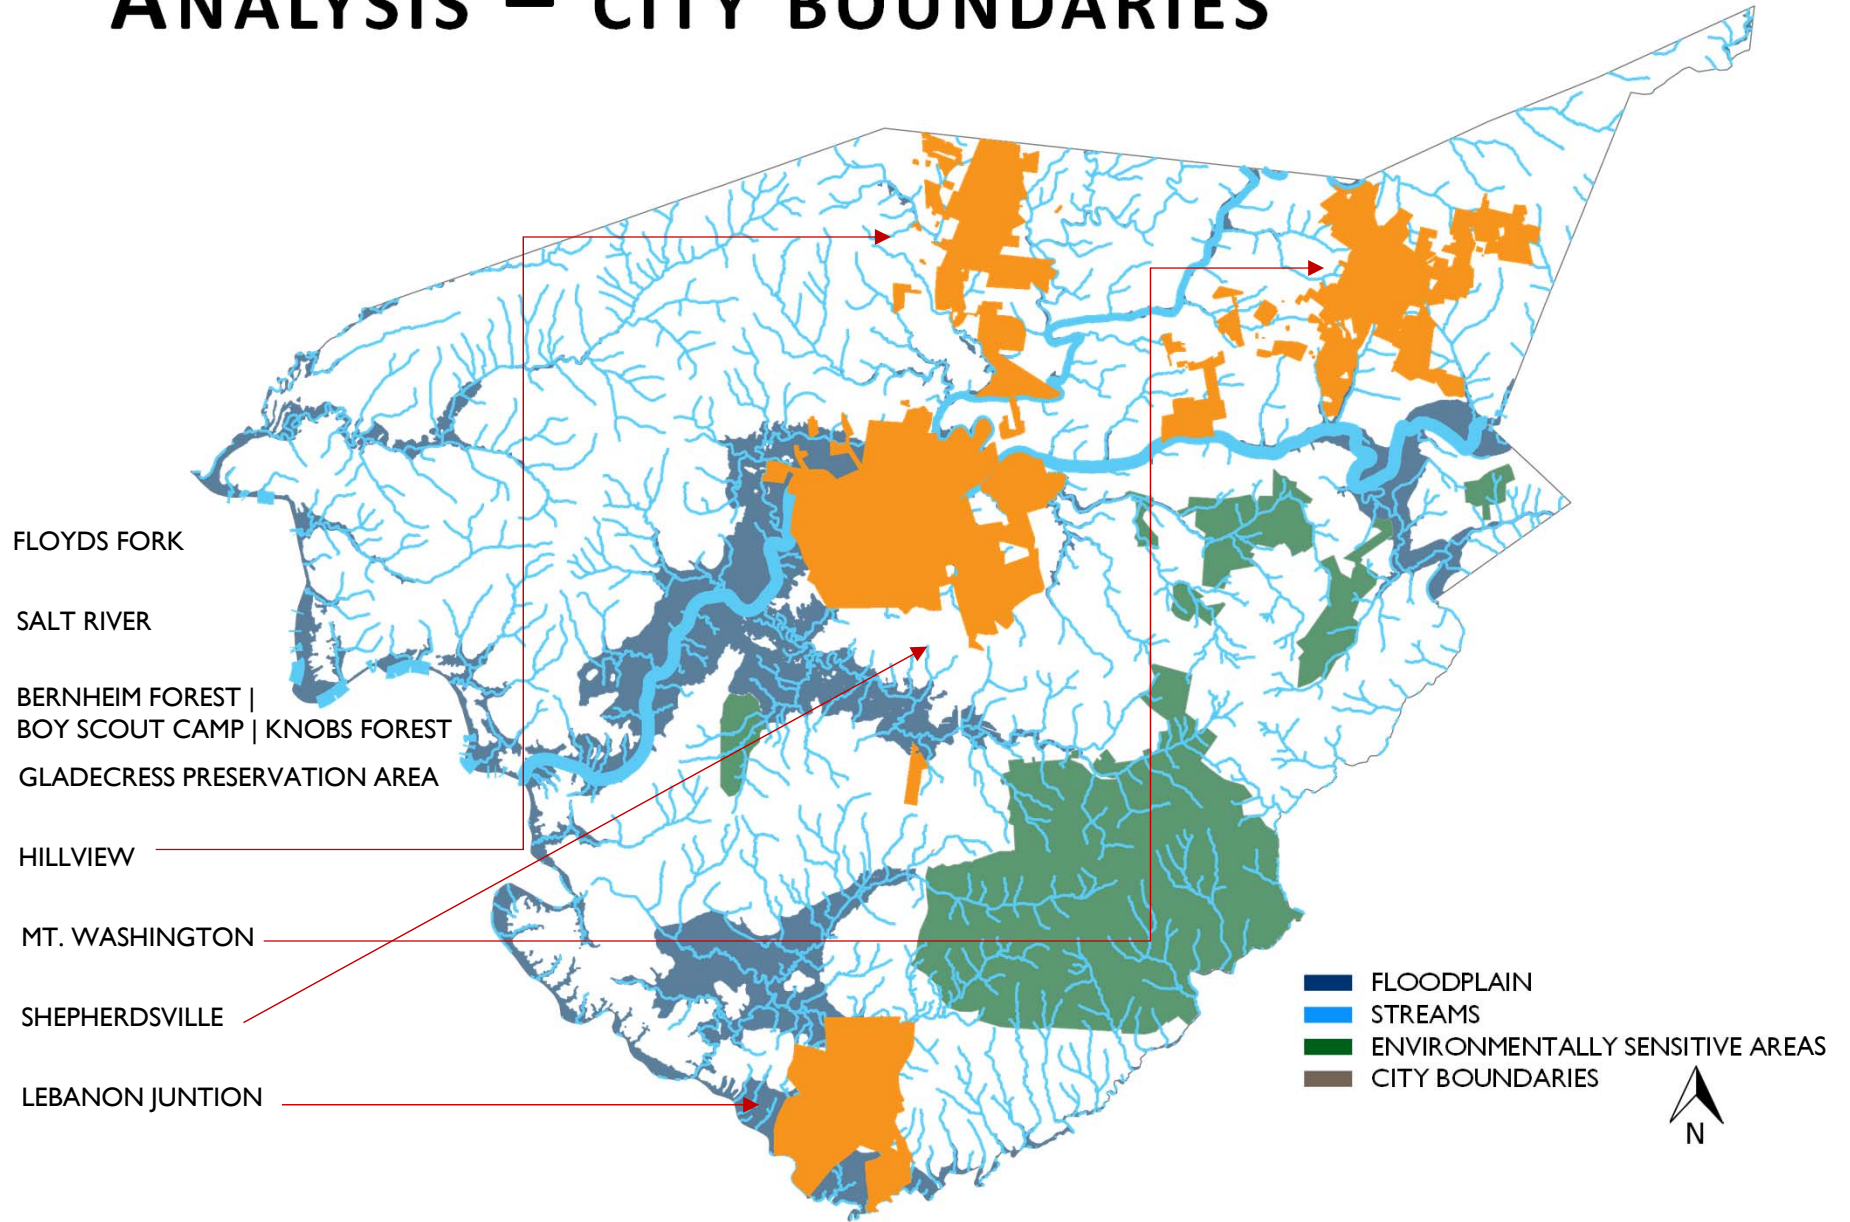 ANALYSIS – CITY BOUNDARIES
FLOYDS FORK
SALT RIVER
BERNHEIM FOREST |
BOY SCOUT CAMP | KNOBS FOREST
GLADECRESS PRESERVATION AREA
HILLVIEW
MT. WASHINGTON
SHEPHERDSVILLE
LEBANON JUNTION
FLOODPLAIN
STREAMS
ENVIRONMENTALLY SENSITIVE AREAS
CITY BOUNDARIES
N